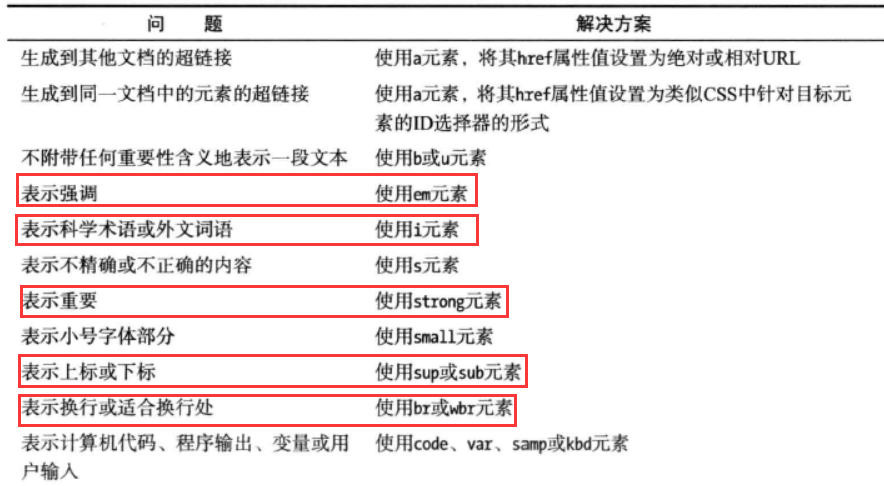 问 题 解决方案
生成到其他文档的超链接 使用a元素，将其href属性值设置为绝对或相对URL
生成到同一文档中的元素的超链接 使用a元素，将其href属性值设置为类似CSS中针对目标元
素的ID选择器的形式
不附带任何重要性含义地表示一段文本 使用b或u元素
表示强调 使用em元素
表示科学术语或外文词语 使用i元素
表示不精确或不正确的内容 使用s元素
表示重要 使用strong元素
表示小号字体部分 使用small元素
表示上标或下标 使用sup或sub元素
表示换行或适合换行处 使用br或wbr元素
表示计算机代码、程序输出、变量或用 使用code、var、samp或kbd元素
户输入